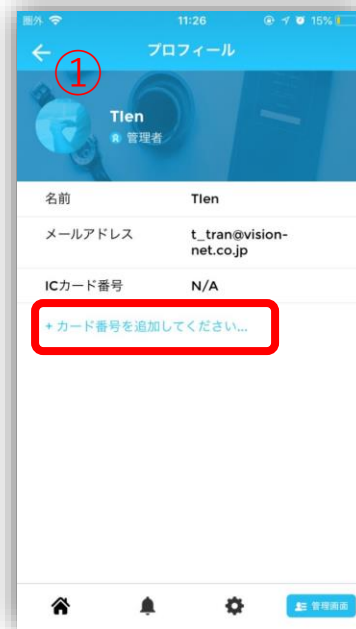 圏外 11:26 15%
プロフィール
①
TIen
R 管理者
名前 TIen
メールアドレス t_tran@vision-
net.co.jp
ICカード番号 N/A
+ カード番号を追加してください...
管理画面